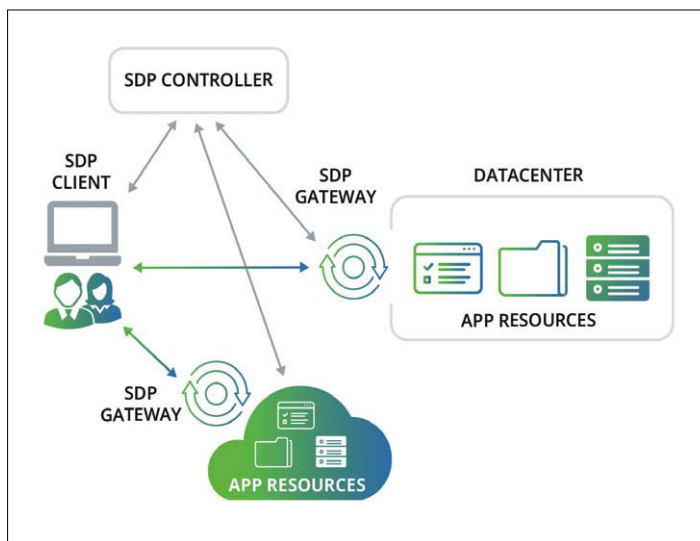 SDP CONTROLLER
SDP
CLIENT
SDP
GATEWAY
DATACENTER
APP RESOURCES
SDP
GATEWAY
APP RESOURCES